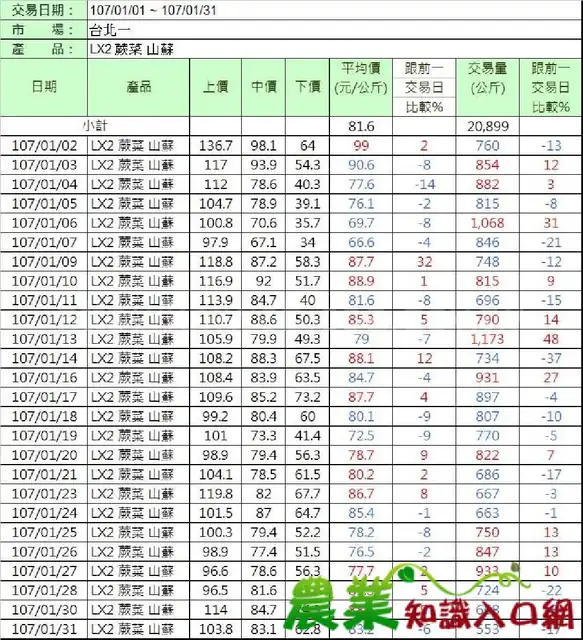 交易日期： 107/01/01 ~ 107/01/31
市 場： 台北一
產 品： LX2 蕨菜 山蘇
日期 產品 上價 中價 下價 平均價(元/公斤) 跟前一交易日比較% 交易量(公斤) 跟前一交易日比較%
小計 81.6 20,899
107/01/02 LX2 蕨菜 山蘇 136.7 98.1 64 99 2 760 -13
107/01/03 LX2 蕨菜 山蘇 117 93.9 54.3 90.6 -8 854 12
107/01/04 LX2 蕨菜 山蘇 112 78.6 40.3 77.6 -14 882 3
107/01/05 LX2 蕨菜 山蘇 104.7 78.9 39.1 76.1 -2 815 -8
107/01/06 LX2 蕨菜 山蘇 100.8 70.6 35.7 69.7 -8 1,068 31
107/01/07 LX2 蕨菜 山蘇 97.9 67.1 34 66.6 -4 846 -21
107/01/09 LX2 蕨菜 山蘇 118.8 87.2 58.3 87.7 32 748 -12
107/01/10 LX2 蕨菜 山蘇 116.9 92 51.7 88.9 1 815 9
107/01/11 LX2 蕨菜 山蘇 113.9 84.7 40 81.6 -8 696 -15
107/01/12 LX2 蕨菜 山蘇 110.7 88.6 50.3 85.3 5 790 14
107/01/13 LX2 蕨菜 山蘇 105.9 79.9 49.3 79 -7 1,173 48
107/01/14 LX2 蕨菜 山蘇 108.2 88.3 67.5 88.1 12 734 -37
107/01/16 LX2 蕨菜 山蘇 108.4 83.9 63.5 84.7 -4 931 27
107/01/17 LX2 蕨菜 山蘇 109.6 85.2 73.2 87.7 4 897 -4
107/01/18 LX2 蕨菜 山蘇 99.2 80.4 60 80.1 -9 807 -10
107/01/19 LX2 蕨菜 山蘇 101 73.3 41.4 72.5 -9 770 -5
107/01/20 LX2 蕨菜 山蘇 98.9 79.4 56.3 78.7 9 822 7
107/01/21 LX2 蕨菜 山蘇 104.1 78.5 61.5 80.2 2 686 -17
107/01/23 LX2 蕨菜 山蘇 119.8 82 67.7 86.7 8 667 -3
107/01/24 LX2 蕨菜 山蘇 101.5 87 64.7 85.4 -1 663 -1
107/01/25 LX2 蕨菜 山蘇 100.3 79.4 52.2 78.2 -8 750 13
107/01/26 LX2 蕨菜 山蘇 98.9 77.4 51.5 76.5 -2 847 13
107/01/27 LX2 蕨菜 山蘇 96.6 78.6 56.3 77.7 2 933 10
107/01/28 LX2 蕨菜 山蘇 96.5 81.6 5 724 -22
107/01/30 LX2 蕨菜 山蘇 114 84.7
107/01/31 LX2 蕨菜 山蘇 103.8 83.1 62.8 -6
農業知識入口網